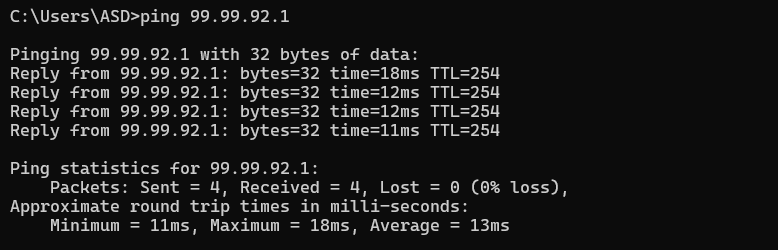 C:\Users\ASD>ping 99.99.92.1
Pinging 99.99.92.1 with 32 bytes of data:
Reply from 99.99.92.1: bytes=32 time=18ms TTL=254
Reply from 99.99.92.1: bytes=32 time=12ms TTL=254
Reply from 99.99.92.1: bytes=32 time=12ms TTL=254
Reply from 99.99.92.1: bytes=32 time=11ms TTL=254
Ping statistics for 99.99.92.1:
    Packets: Sent = 4, Received = 4, Lost = 0 (0% loss),
Approximate round trip times in milli-seconds:
    Minimum = 11ms, Maximum = 18ms, Average = 13ms